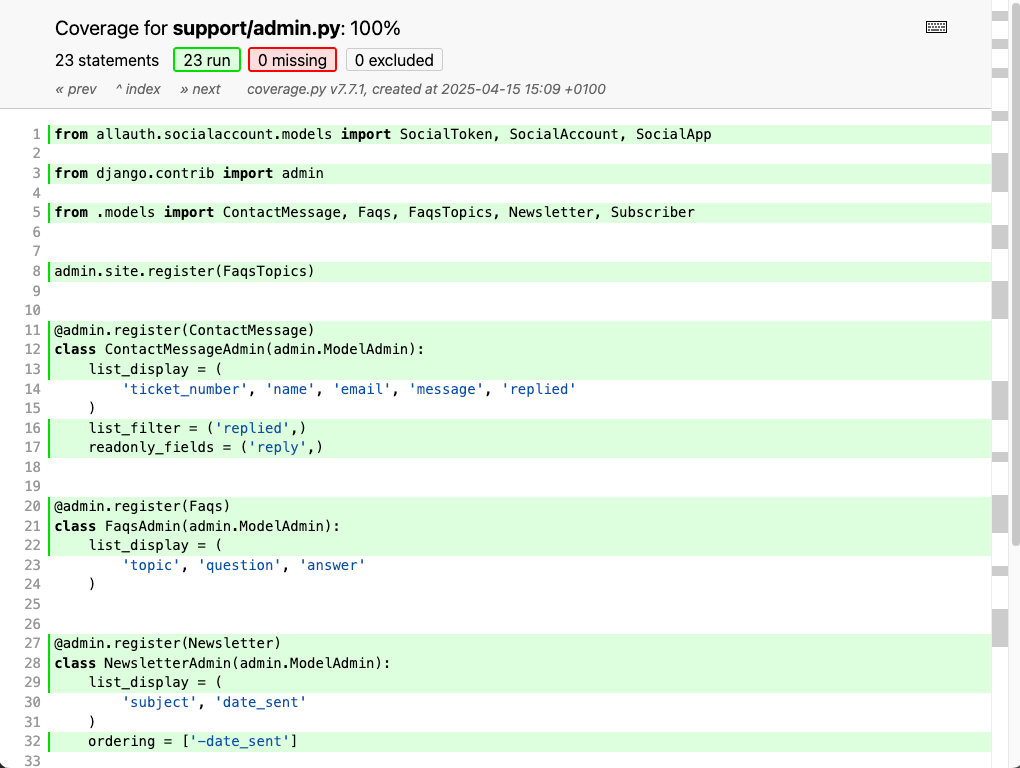 Coverage for support/admin.py: 100%
23 statements 23 run 0 missing 0 excluded
« prev ^ index » next coverage.py v7.7.1, created at 2025-04-15 15:09 +0100
1 from allauth.socialaccount.models import SocialToken, SocialAccount, SocialApp
2
3 from django.contrib import admin
4
5 from .models import ContactMessage, Faqs, FaqsTopics, Newsletter, Subscriber
6
7
8 admin.site.register(FaqsTopics)
9
10
11 @admin.register(ContactMessage)
12 class ContactMessageAdmin(admin.ModelAdmin):
13     list_display = (
14         'ticket_number', 'name', 'email', 'message', 'replied'
15     )
16     list_filter = ('replied',)
17     readonly_fields = ('reply',)
18
19
20 @admin.register(Faqs)
21 class FaqsAdmin(admin.ModelAdmin):
22     list_display = (
23         'topic', 'question', 'answer'
24     )
25
26
27 @admin.register(Newsletter)
28 class NewsletterAdmin(admin.ModelAdmin):
29     list_display = (
30         'subject', 'date_sent'
31     )
32     ordering = ['-date_sent']
33